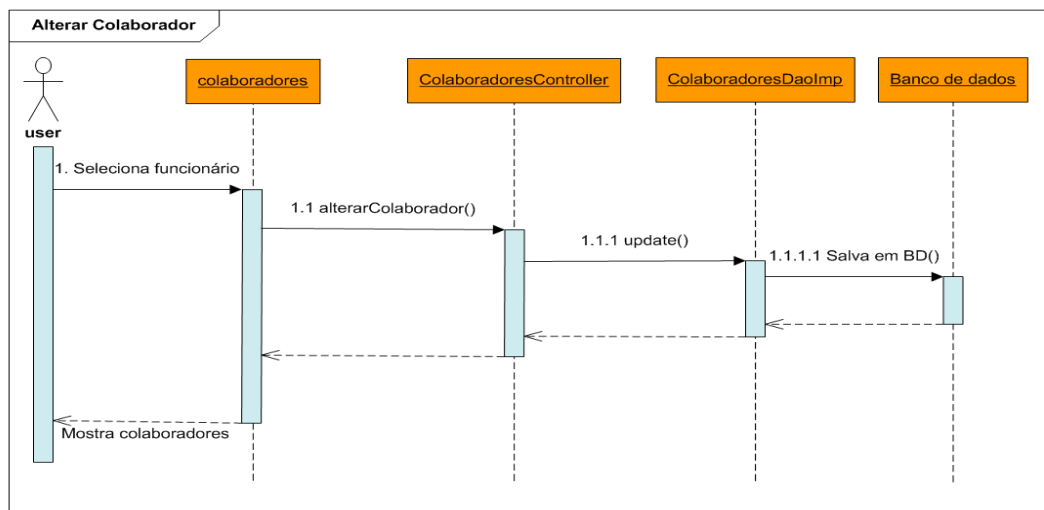 Alterar Colaborador
colaboradores
ColaboradoresController
ColaboradoresDaoImp
Banco de dados
user
1. Seleciona funcionário
1.1 alterarColaborador()
1.1.1 update()
1.1.1.1 Salva em BD()
Mostra colaboradores